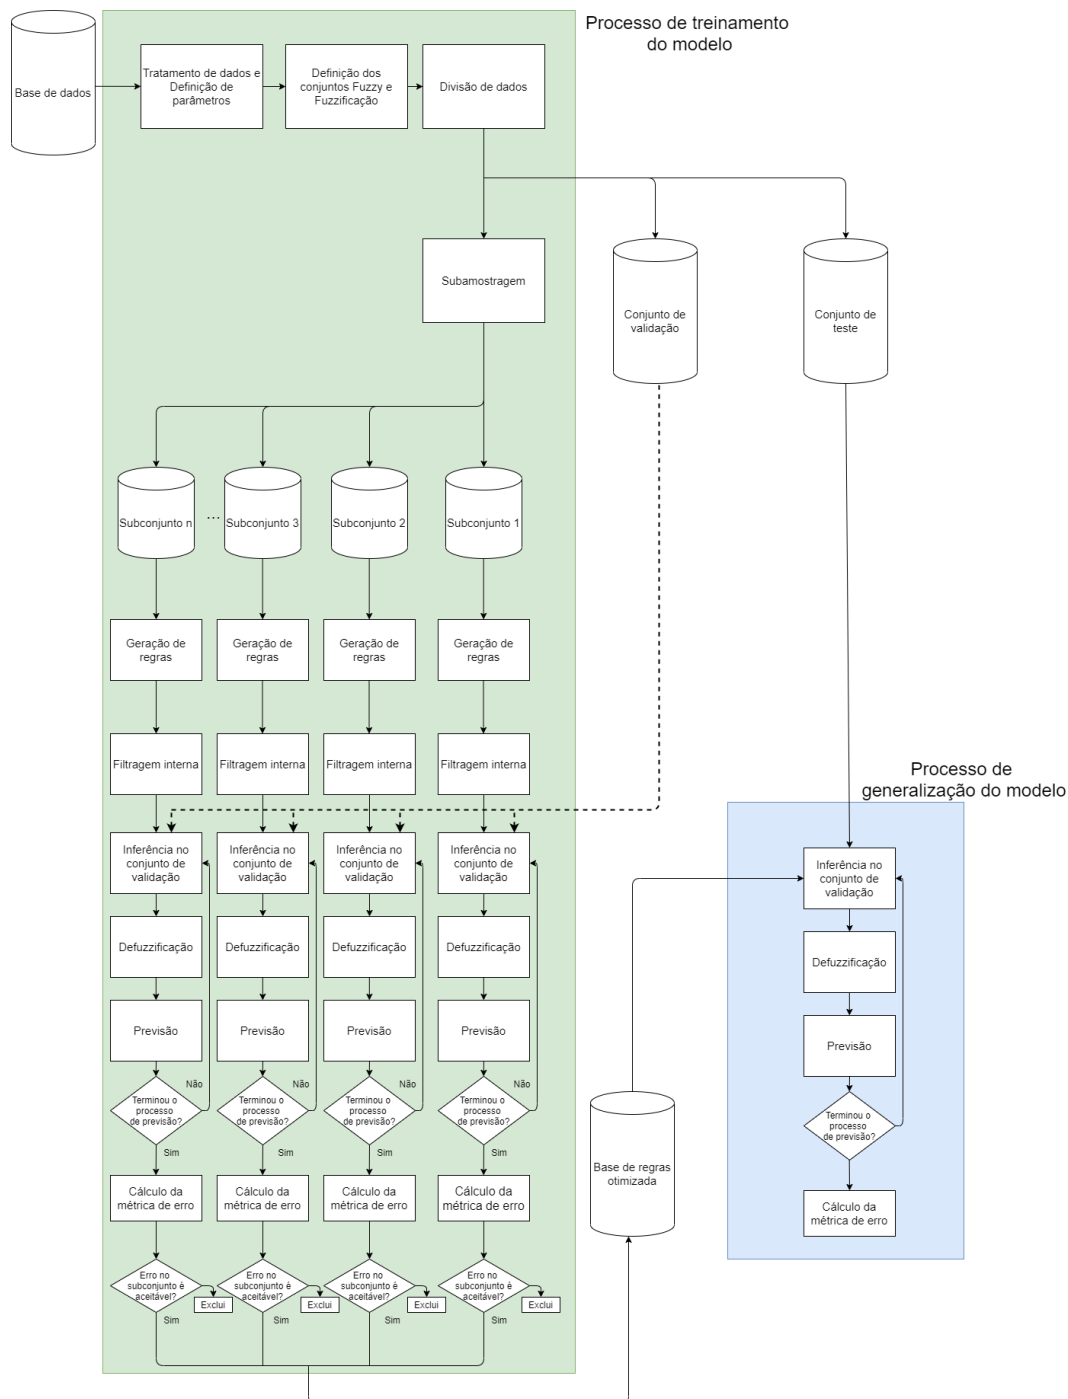 Processo de treinamento
do modelo
Base de dados
Tratamento de dados e
Definição de
parâmetros
Definição dos
conjuntos Fuzzy e
Fuzzificação
Divisão de dados
Subamostragem
Conjunto de
validação
Conjunto de
teste
Subconjunto n
...
Subconjunto 3
Subconjunto 2
Subconjunto 1
Geração de
regras
Geração de
regras
Geração de
regras
Geração de
regras
Filtragem interna
Filtragem interna
Filtragem interna
Filtragem interna
Inferência no
conjunto de
validação
Inferência no
conjunto de
validação
Inferência no
conjunto de
validação
Inferência no
conjunto de
validação
Defuzzificação
Defuzzificação
Defuzzificação
Defuzzificação
Previsão
Previsão
Previsão
Previsão
Terminou o
processo
de previsão?
Não
Sim
Terminou o
processo
de previsão?
Não
Sim
Terminou o
processo
de previsão?
Não
Sim
Terminou o
processo
de previsão?
Não
Sim
Cálculo da
métrica de erro
Cálculo da
métrica de erro
Cálculo da
métrica de erro
Cálculo da
métrica de erro
Erro no
subconjunto é
aceitável?
Exclui
Sim
Erro no
subconjunto é
aceitável?
Exclui
Sim
Erro no
subconjunto é
aceitável?
Exclui
Sim
Erro no
subconjunto é
aceitável?
Exclui
Sim
Base de regras
otimizada
Processo de
generalização do modelo
Inferência no
conjunto de
validação
Defuzzificação
Previsão
Terminou o
processo
de previsão?
Cálculo da
métrica de erro